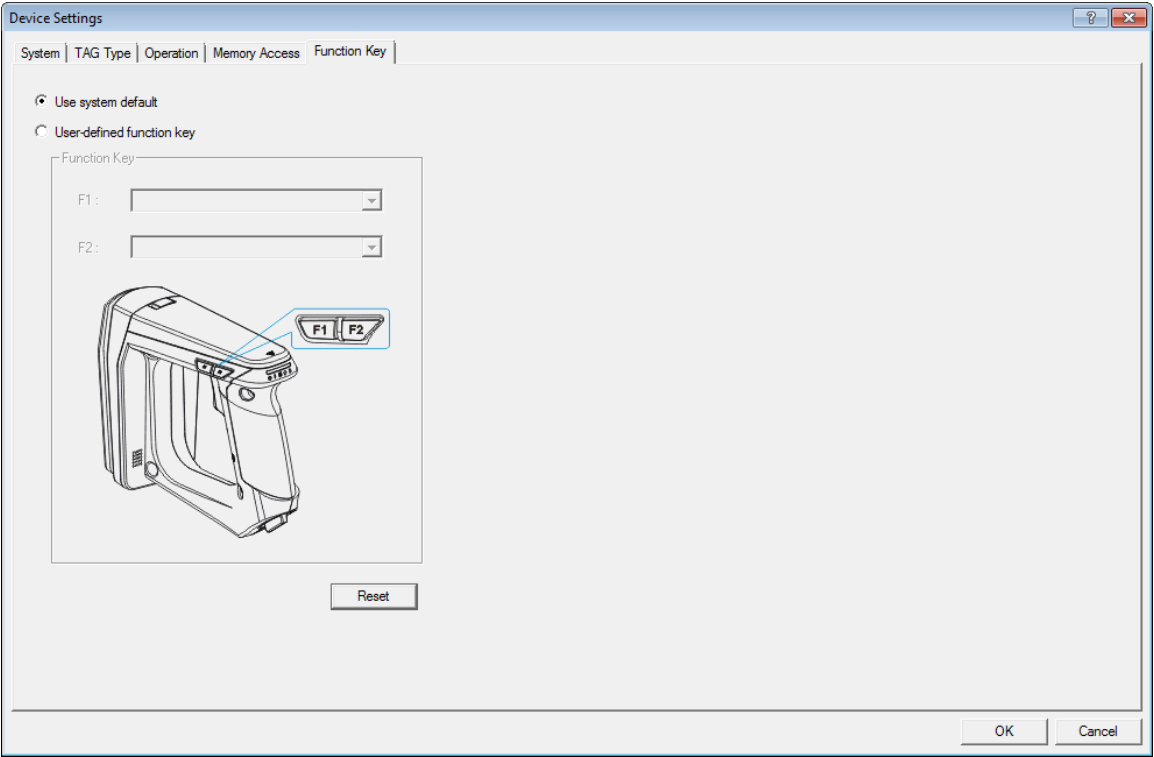 Device Settings
System TAG Type Operation Memory Access Function Key
Use system default
User-defined function key
Function Key
F1 :
F2 :
F1 F2
Reset
OK Cancel